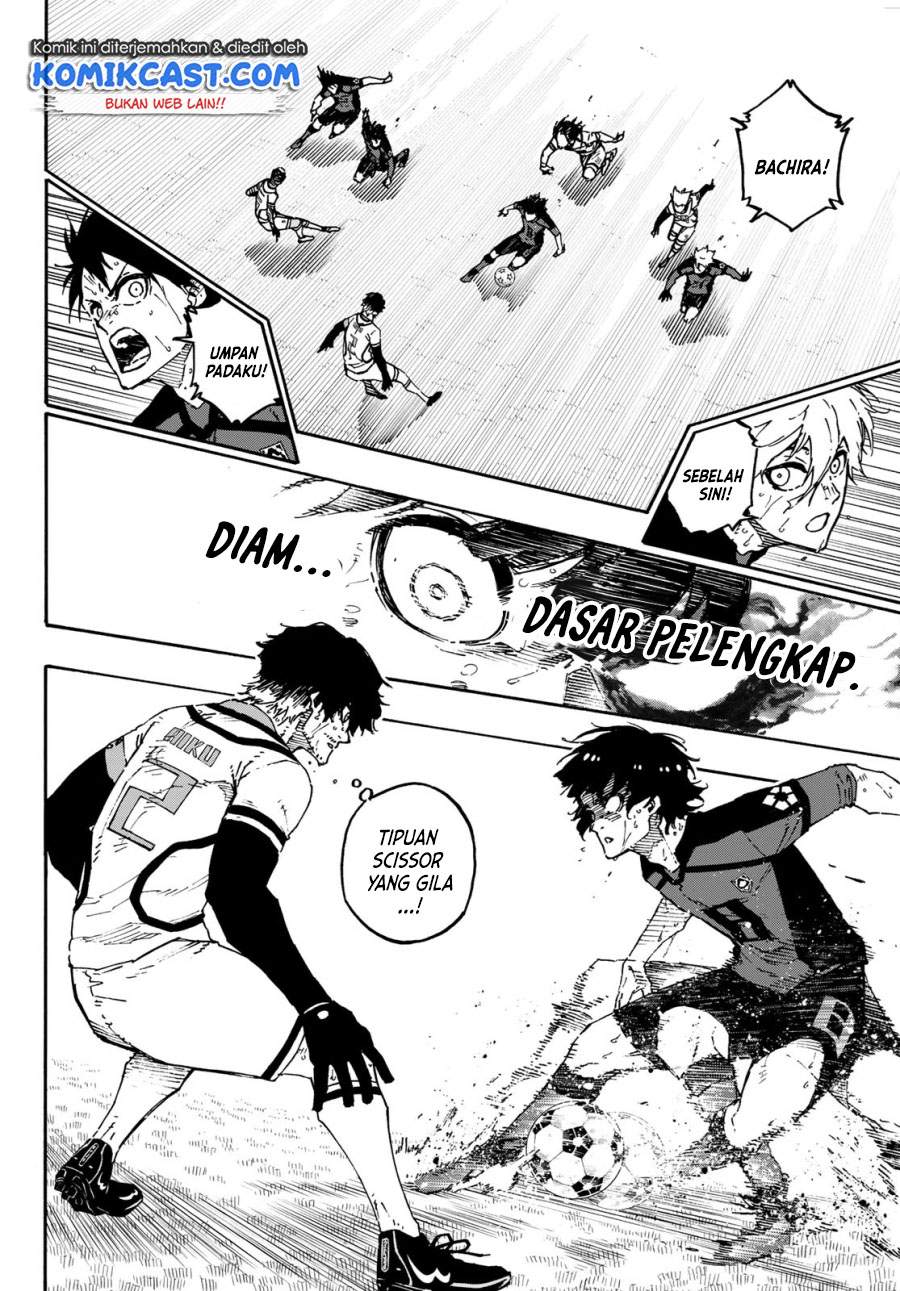 Komik ini diterjemahkan & diedit oleh
KOMIKCAST.COM
BUKAN WEB LAIN!!
BACHIRA!
UMPAN
PADAKU!
SEBELAH
SINI!
DIAM...
DASAR PELENGKAP.
AIKU
2
TIPUAN
SCISSOR
YANG GILA
...!